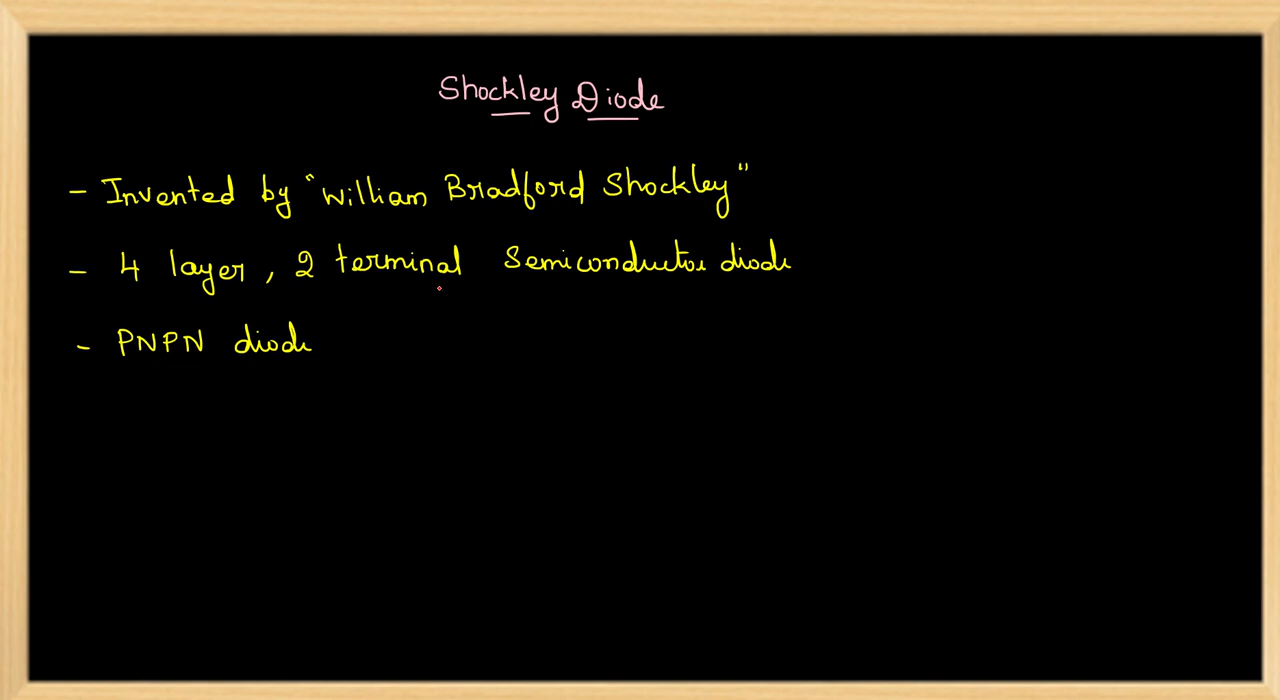 Shockley Diode
- Invented by "William Bradford Shockley"
- 4 layer, 2 terminal Semiconductor diode
- PNPN diode